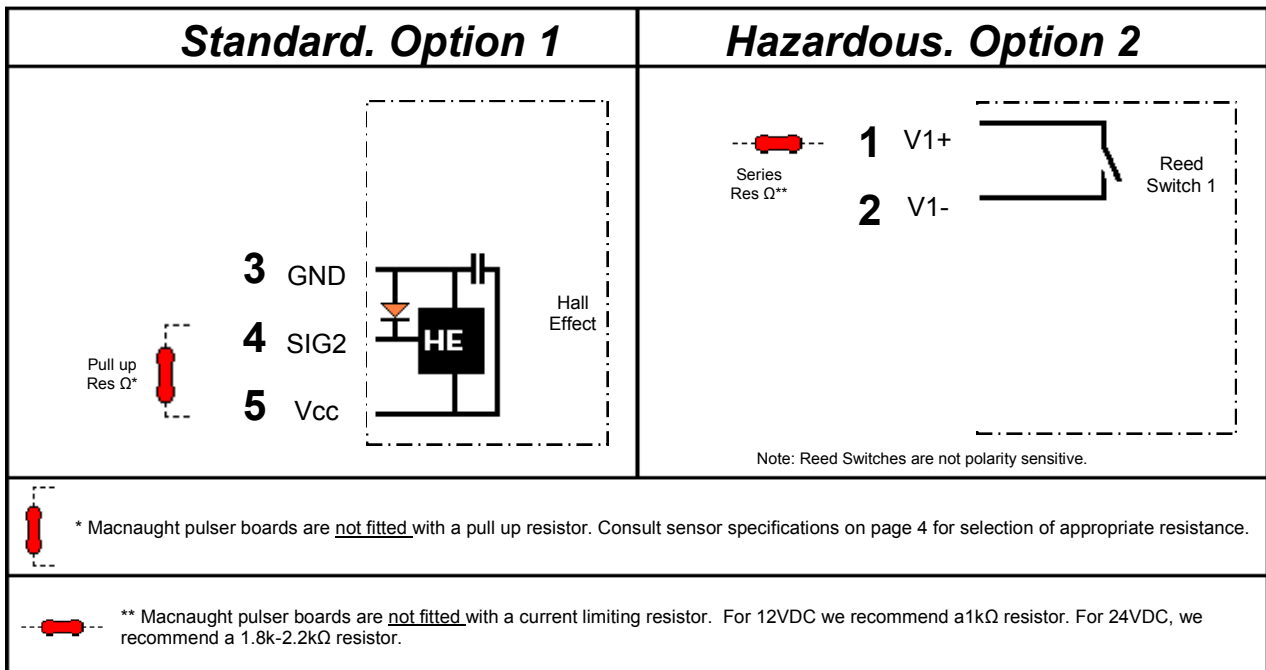 Standard. Option 1
Hazardous. Option 2
3 GND
4 SIG2
5 Vcc
Pull up
Res Ω*
HE
Hall
Effect
1 V1+
2 V1-
Series
Res Ω**
Reed
Switch 1
Note: Reed Switches are not polarity sensitive.
* Macnaught pulser boards are not fitted with a pull up resistor. Consult sensor specifications on page 4 for selection of appropriate resistance.
** Macnaught pulser boards are not fitted with a current limiting resistor. For 12VDC we recommend a1kΩ resistor. For 24VDC, we
recommend a 1.8k-2.2kΩ resistor.